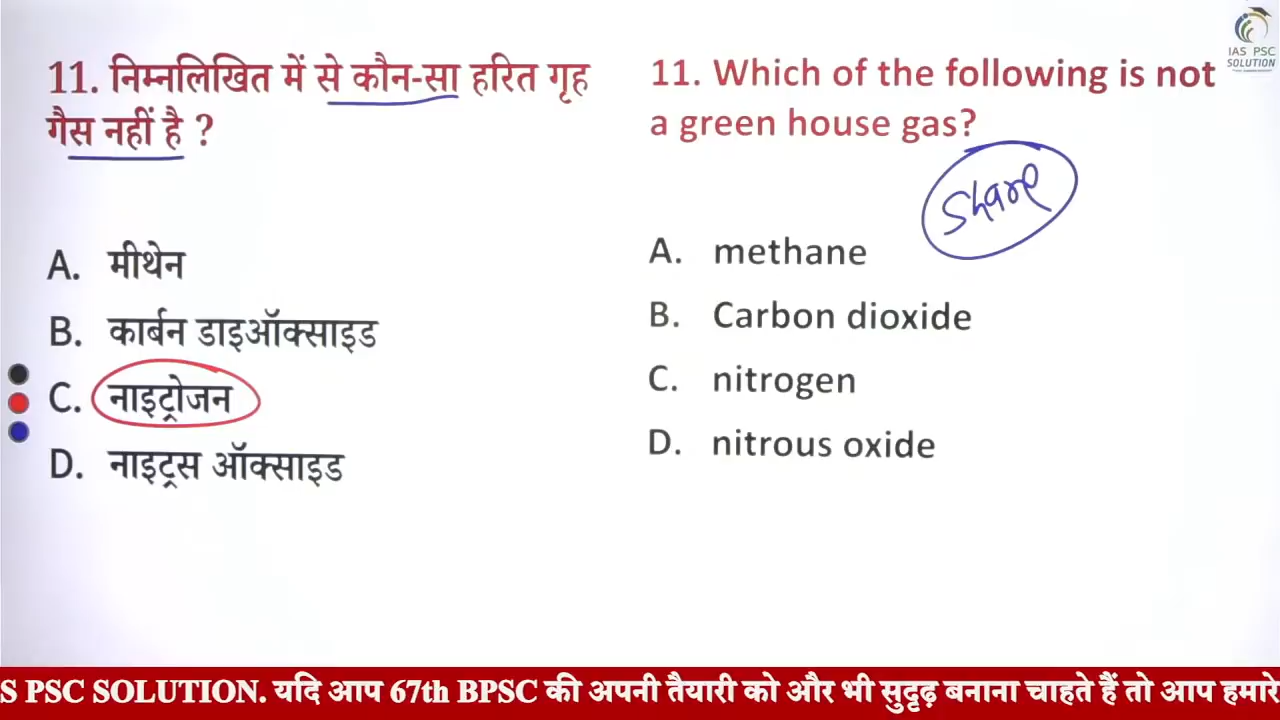 IAS PSC
SOLUTION
11. निम्नलिखित में से कौन-सा हरित गृह
गैस नहीं है ?
A. मीथेन
B. कार्बन डाइऑक्साइड
C. नाइट्रोजन
D. नाइट्रस ऑक्साइड
11. Which of the following is not
a green house gas?
Share
A. methane
B. Carbon dioxide
C. nitrogen
D. nitrous oxide
S PSC SOLUTION. यदि आप 67th BPSC की अपनी तैयारी को और भी सुदृढ़ बनाना चाहते हैं तो आप हमारे